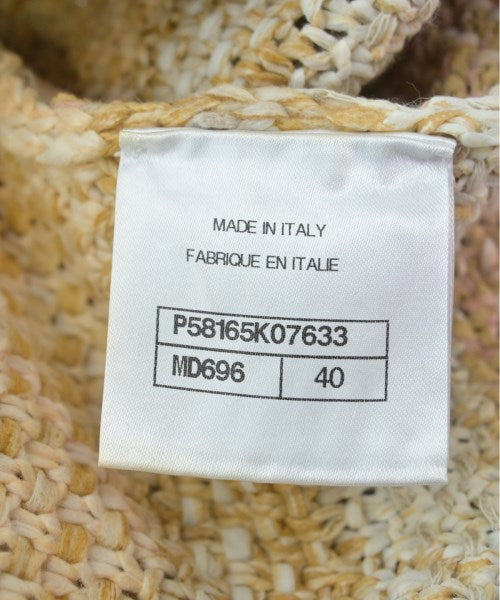 MADE IN ITALY
FABRIQUE EN ITALIE
P58165K07633
MD696 40